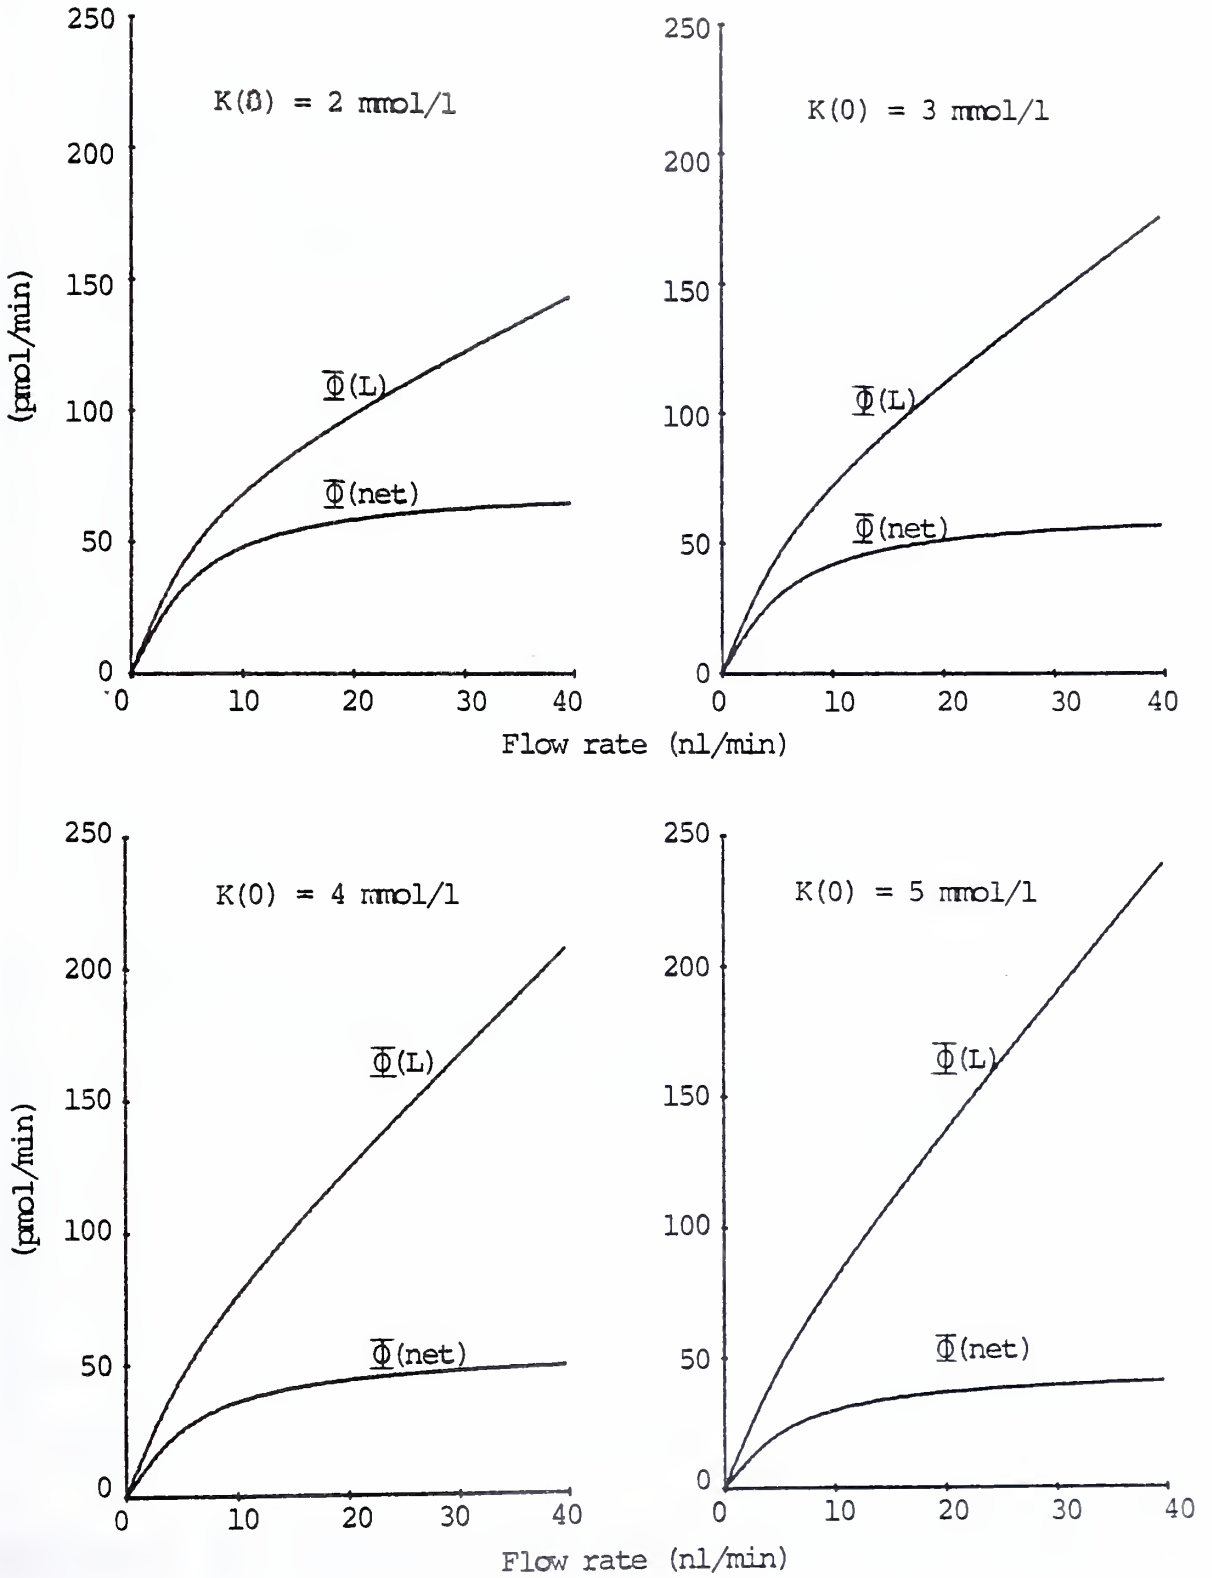 250
K(0) = 2 mmol/l
200
150
Φ(L)
100
Φ(net)
50
0
0 10 20 30 40
250
K(0) = 3 mmol/l
200
150
Φ(L)
100
Φ(net)
50
0
0 10 20 30 40
(pmol/min)
Flow rate (nl/min)
250
K(0) = 4 mmol/l
200
Φ(L)
150
100
Φ(net)
50
0
0 10 20 30 40
250
K(0) = 5 mmol/l
200
Φ(L)
150
100
Φ(net)
50
0
0 10 20 30 40
(pmol/min)
Flow rate (nl/min)